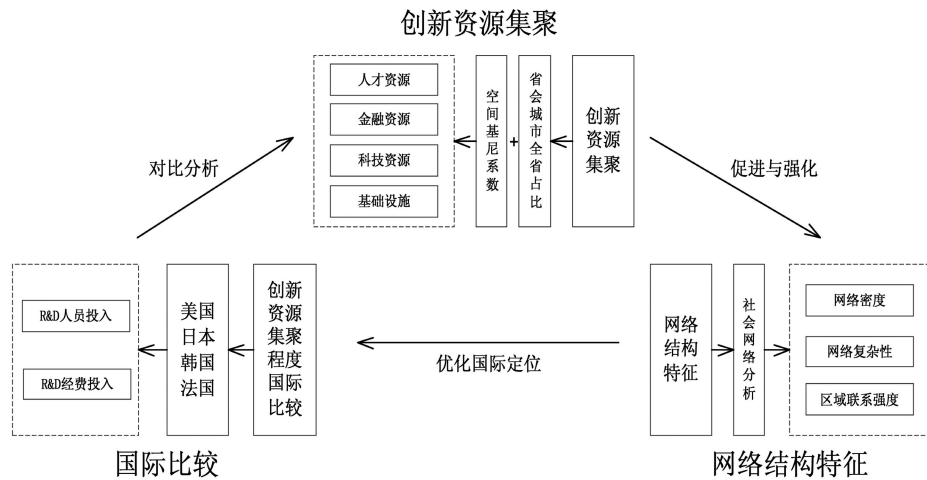 创新资源集聚
人才资源
金融资源
科技资源
基础设施
空间基尼系数
+
省会城市全省占比
创新
资源
集聚
对比分析
促进与强化
R&D人员投入
R&D经费投入
美国
日本
韩国
法国
创新
资源
集聚
程度
国际
比较
优化国际定位
网络
结构
特征
社会网络分析
网络密度
网络复杂性
区域联系强度
国际比较
网络结构特征